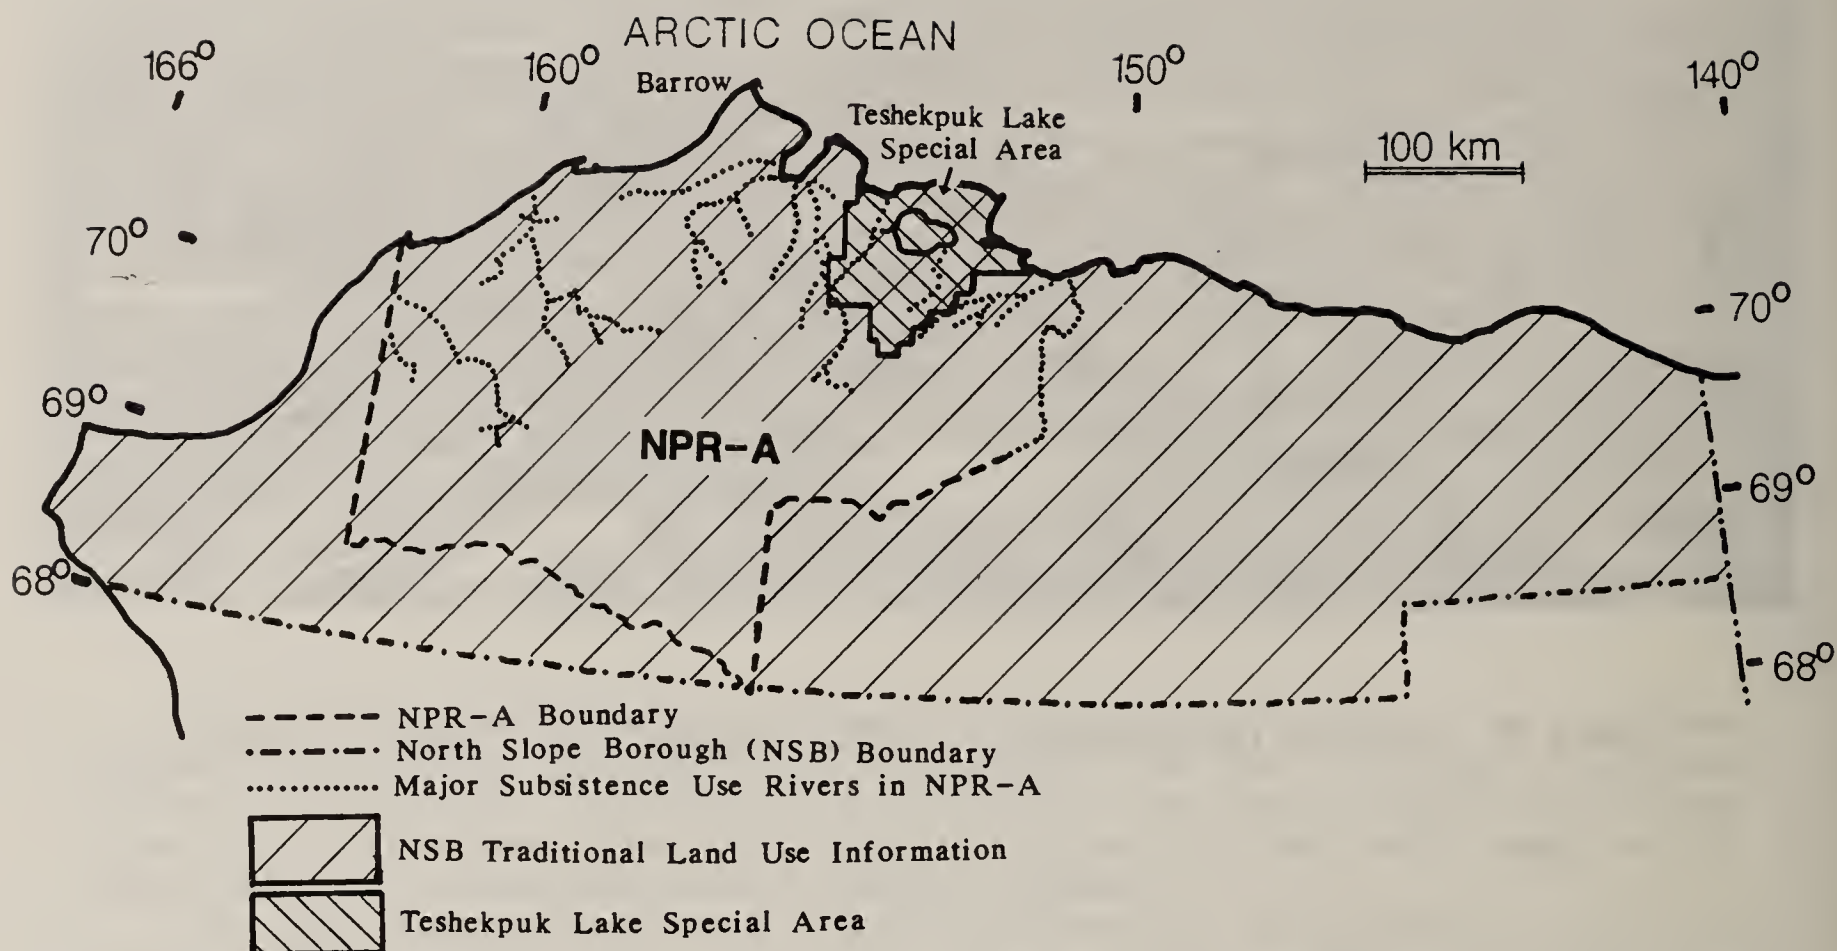 ARCTIC OCEAN
166°
160°
150°
140°
Barrow
Teshekpuk Lake
Special Area
100 km
70°
70°
69°
NPR-A
69°
68°
68°
NPR-A Boundary
North Slope Borough (NSB) Boundary
Major Subsistence Use Rivers in NPR-A
NSB Traditional Land Use Information
Teshekpuk Lake Special Area